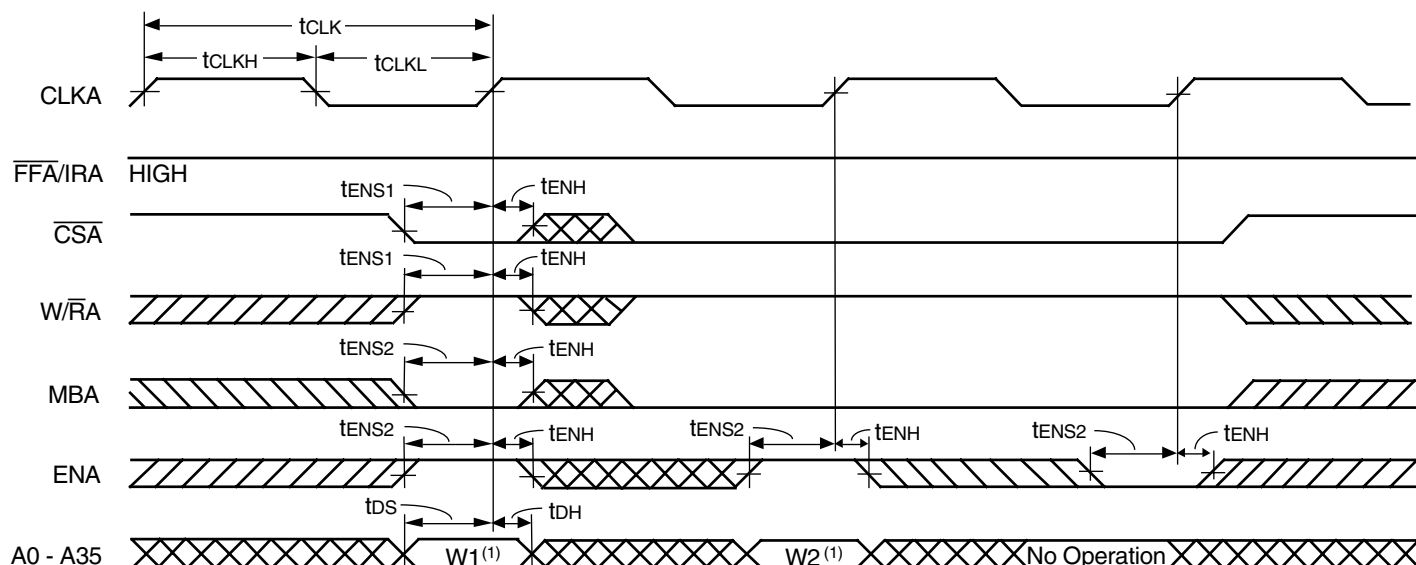 tCLK
tCLKH tCLKL
CLKA
FFA/IRA HIGH
tENS1 tENH
CSA
tENS1 tENH
W/RA
tENS2 tENH
MBA
tENS2 tENH tENS2 tENH tENS2 tENH
ENA
tDS tDH
A0 - A35 W1(1) W2(1) No Operation